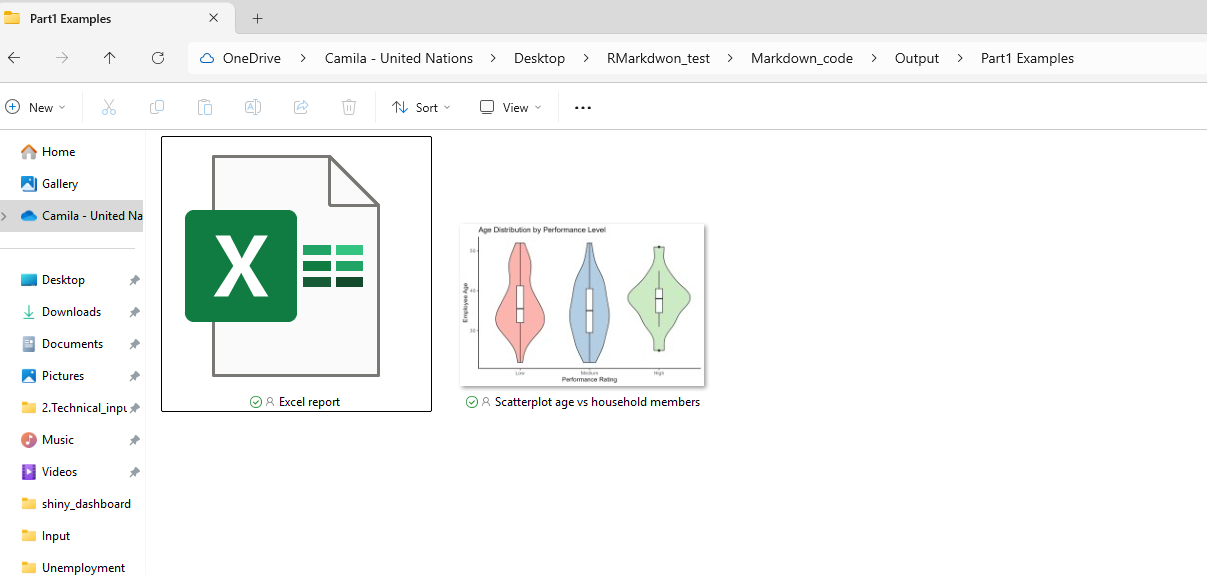 Part1 Examples
OneDrive > Camila - United Nations > Desktop > RMarkdwon_test > Markdown_code > Output > Part1 Examples
New
Sort
View
Home
Gallery
Camila - United Na
Desktop
Downloads
Documents
Pictures
2.Technical_inpu
Music
Videos
shiny_dashboard
Input
Unemployment
X
Excel report
Age Distribution by Performance Level
Employee Age
50
40
30
Low
Medium
High
Performance Rating
Scatterplot age vs household members